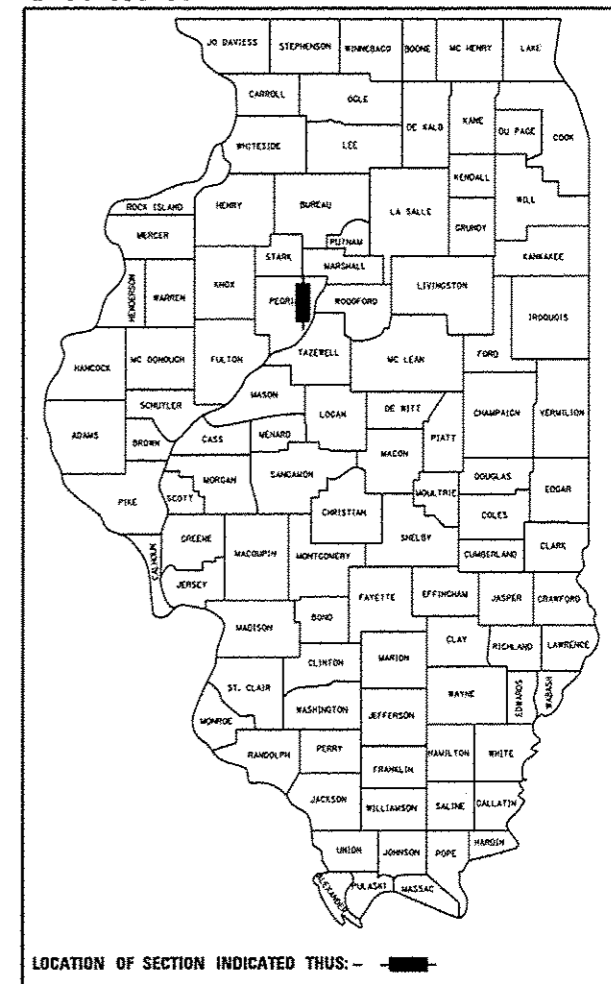 JO DAVIESS STEPHENSON WINNEBAGO BOONE MC HENRY LAKE
CARROLL OGLE DE KALB KANE DU PAGE COOK
WHITESIDE LEE KENDALL WILL
ROCK ISLAND HENRY BUREAU LA SALLE GRUNDY
MERCER PUTNAM KANKAKEE
STARK MARSHALL
HENDERSON WARREN KNOX PEORI WOODFORD LIVINGSTON IROQUOIS
HANCOCK MC DONOUGH FULTON TAZEWELL MC LEAN FORD
MASON
SCHUYLER LOGAN DE WITT CHAMPAIGN VERMILION
ADAMS BROWN CASS MENARD MACON PIATT
MORGAN SANGAMON DOUGLAS
PIKE SCOTT CHRISTIAN MOULTRIE COLES EDGAR
CALHOUN GREENE MACOUPIN MONTGOMERY SHELBY CUMBERLAND CLARK
JERSEY FAYETTE EFFINGHAM JASPER CRAWFORD
MADISON BOND CLAY RICHLAND LAWRENCE
CLINTON MARION
ST. CLAIR WAYNE EDWARDS WABASH
MONROE WASHINGTON JEFFERSON
RANDOLPH PERRY HAMILTON WHITE
FRANKLIN
JACKSON WILLIAMSON SALINE GALLATIN
UNION JOHNSON POPE HARDIN
ALEXANDER PULASKI MASSAC
LOCATION OF SECTION INDICATED THUS: -